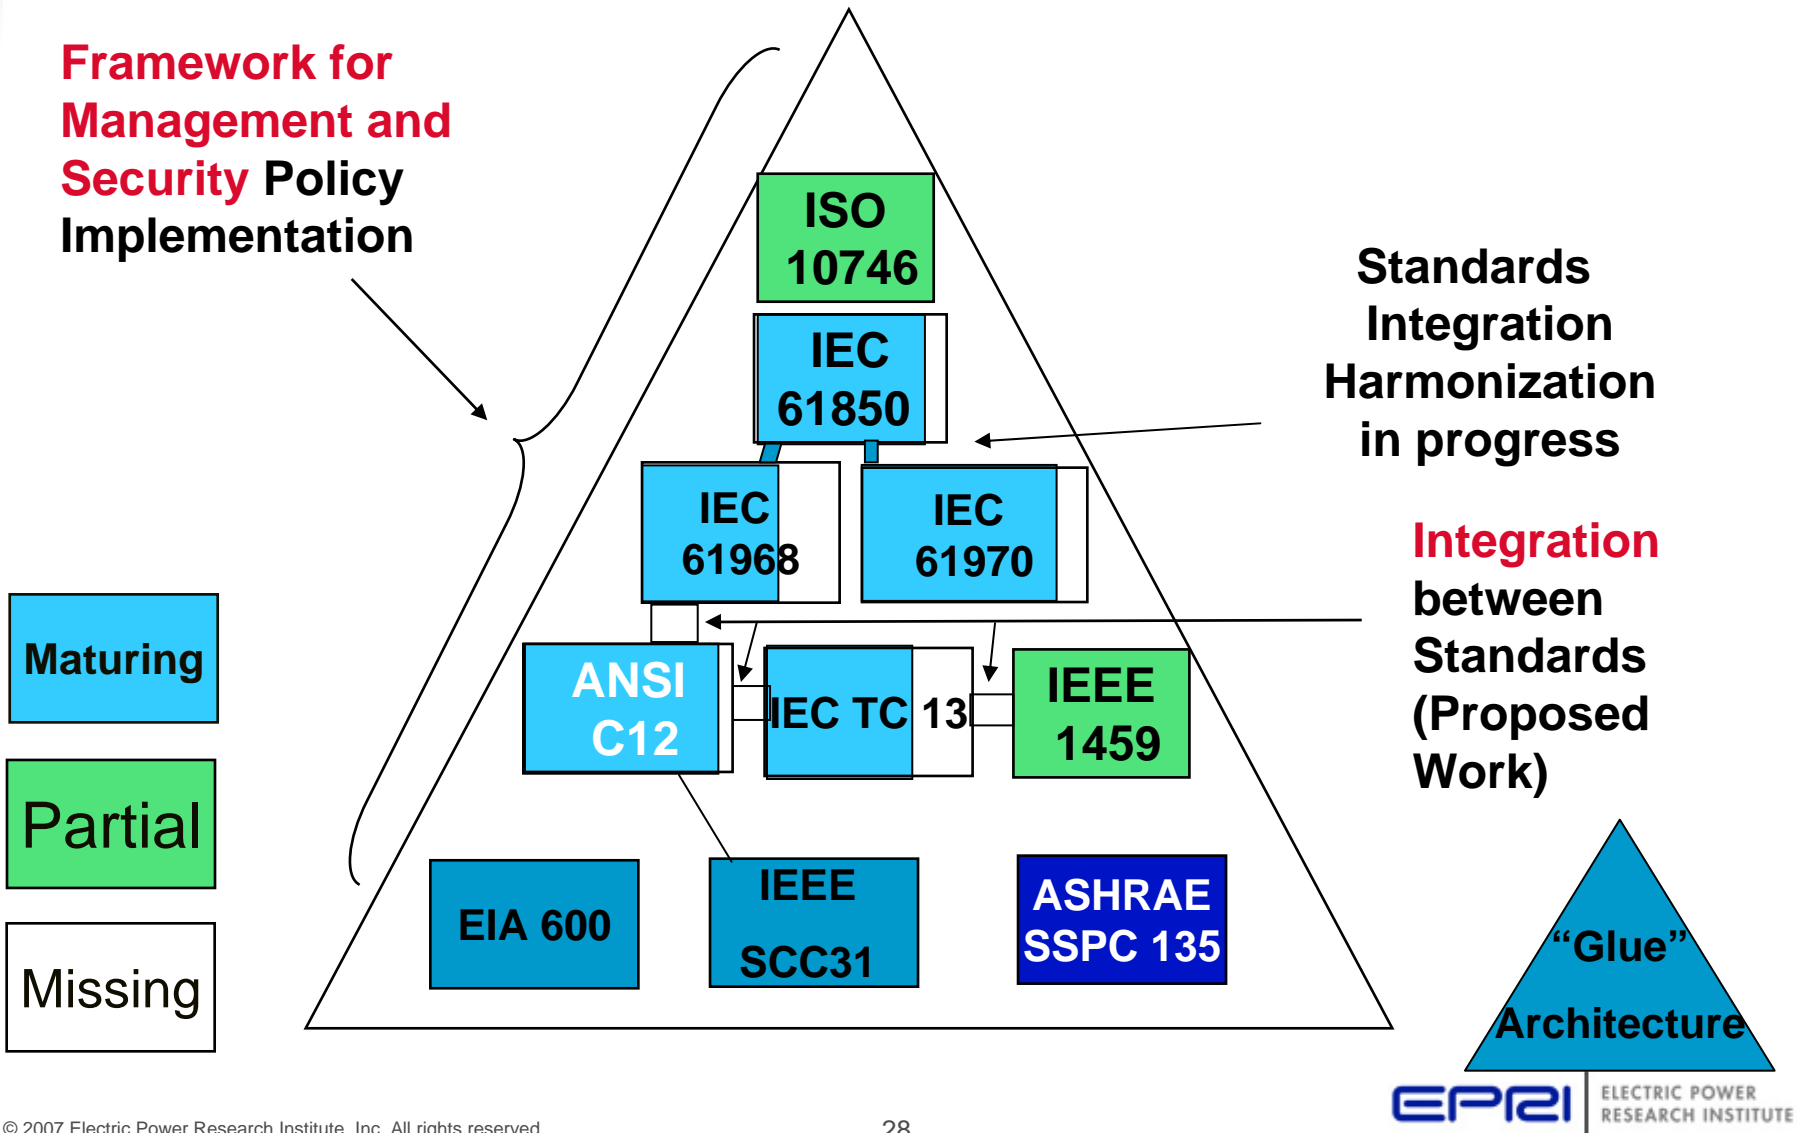 Framework for
Management and
Security Policy
Implementation
ISO
10746
IEC
61850
Standards
Integration
Harmonization
in progress
IEC
61968
IEC
61970
Integration
between
Standards
(Proposed
Work)
Maturing
Partial
Missing
ANSI
C12
IEC TC 13
IEEE
1459
EIA 600
IEEE
SCC31
ASHRAE
SSPC 135
“Glue”
Architecture
EPRI
ELECTRIC POWER
RESEARCH INSTITUTE
© 2007 Electric Power Research Institute, Inc. All rights reserved.
28